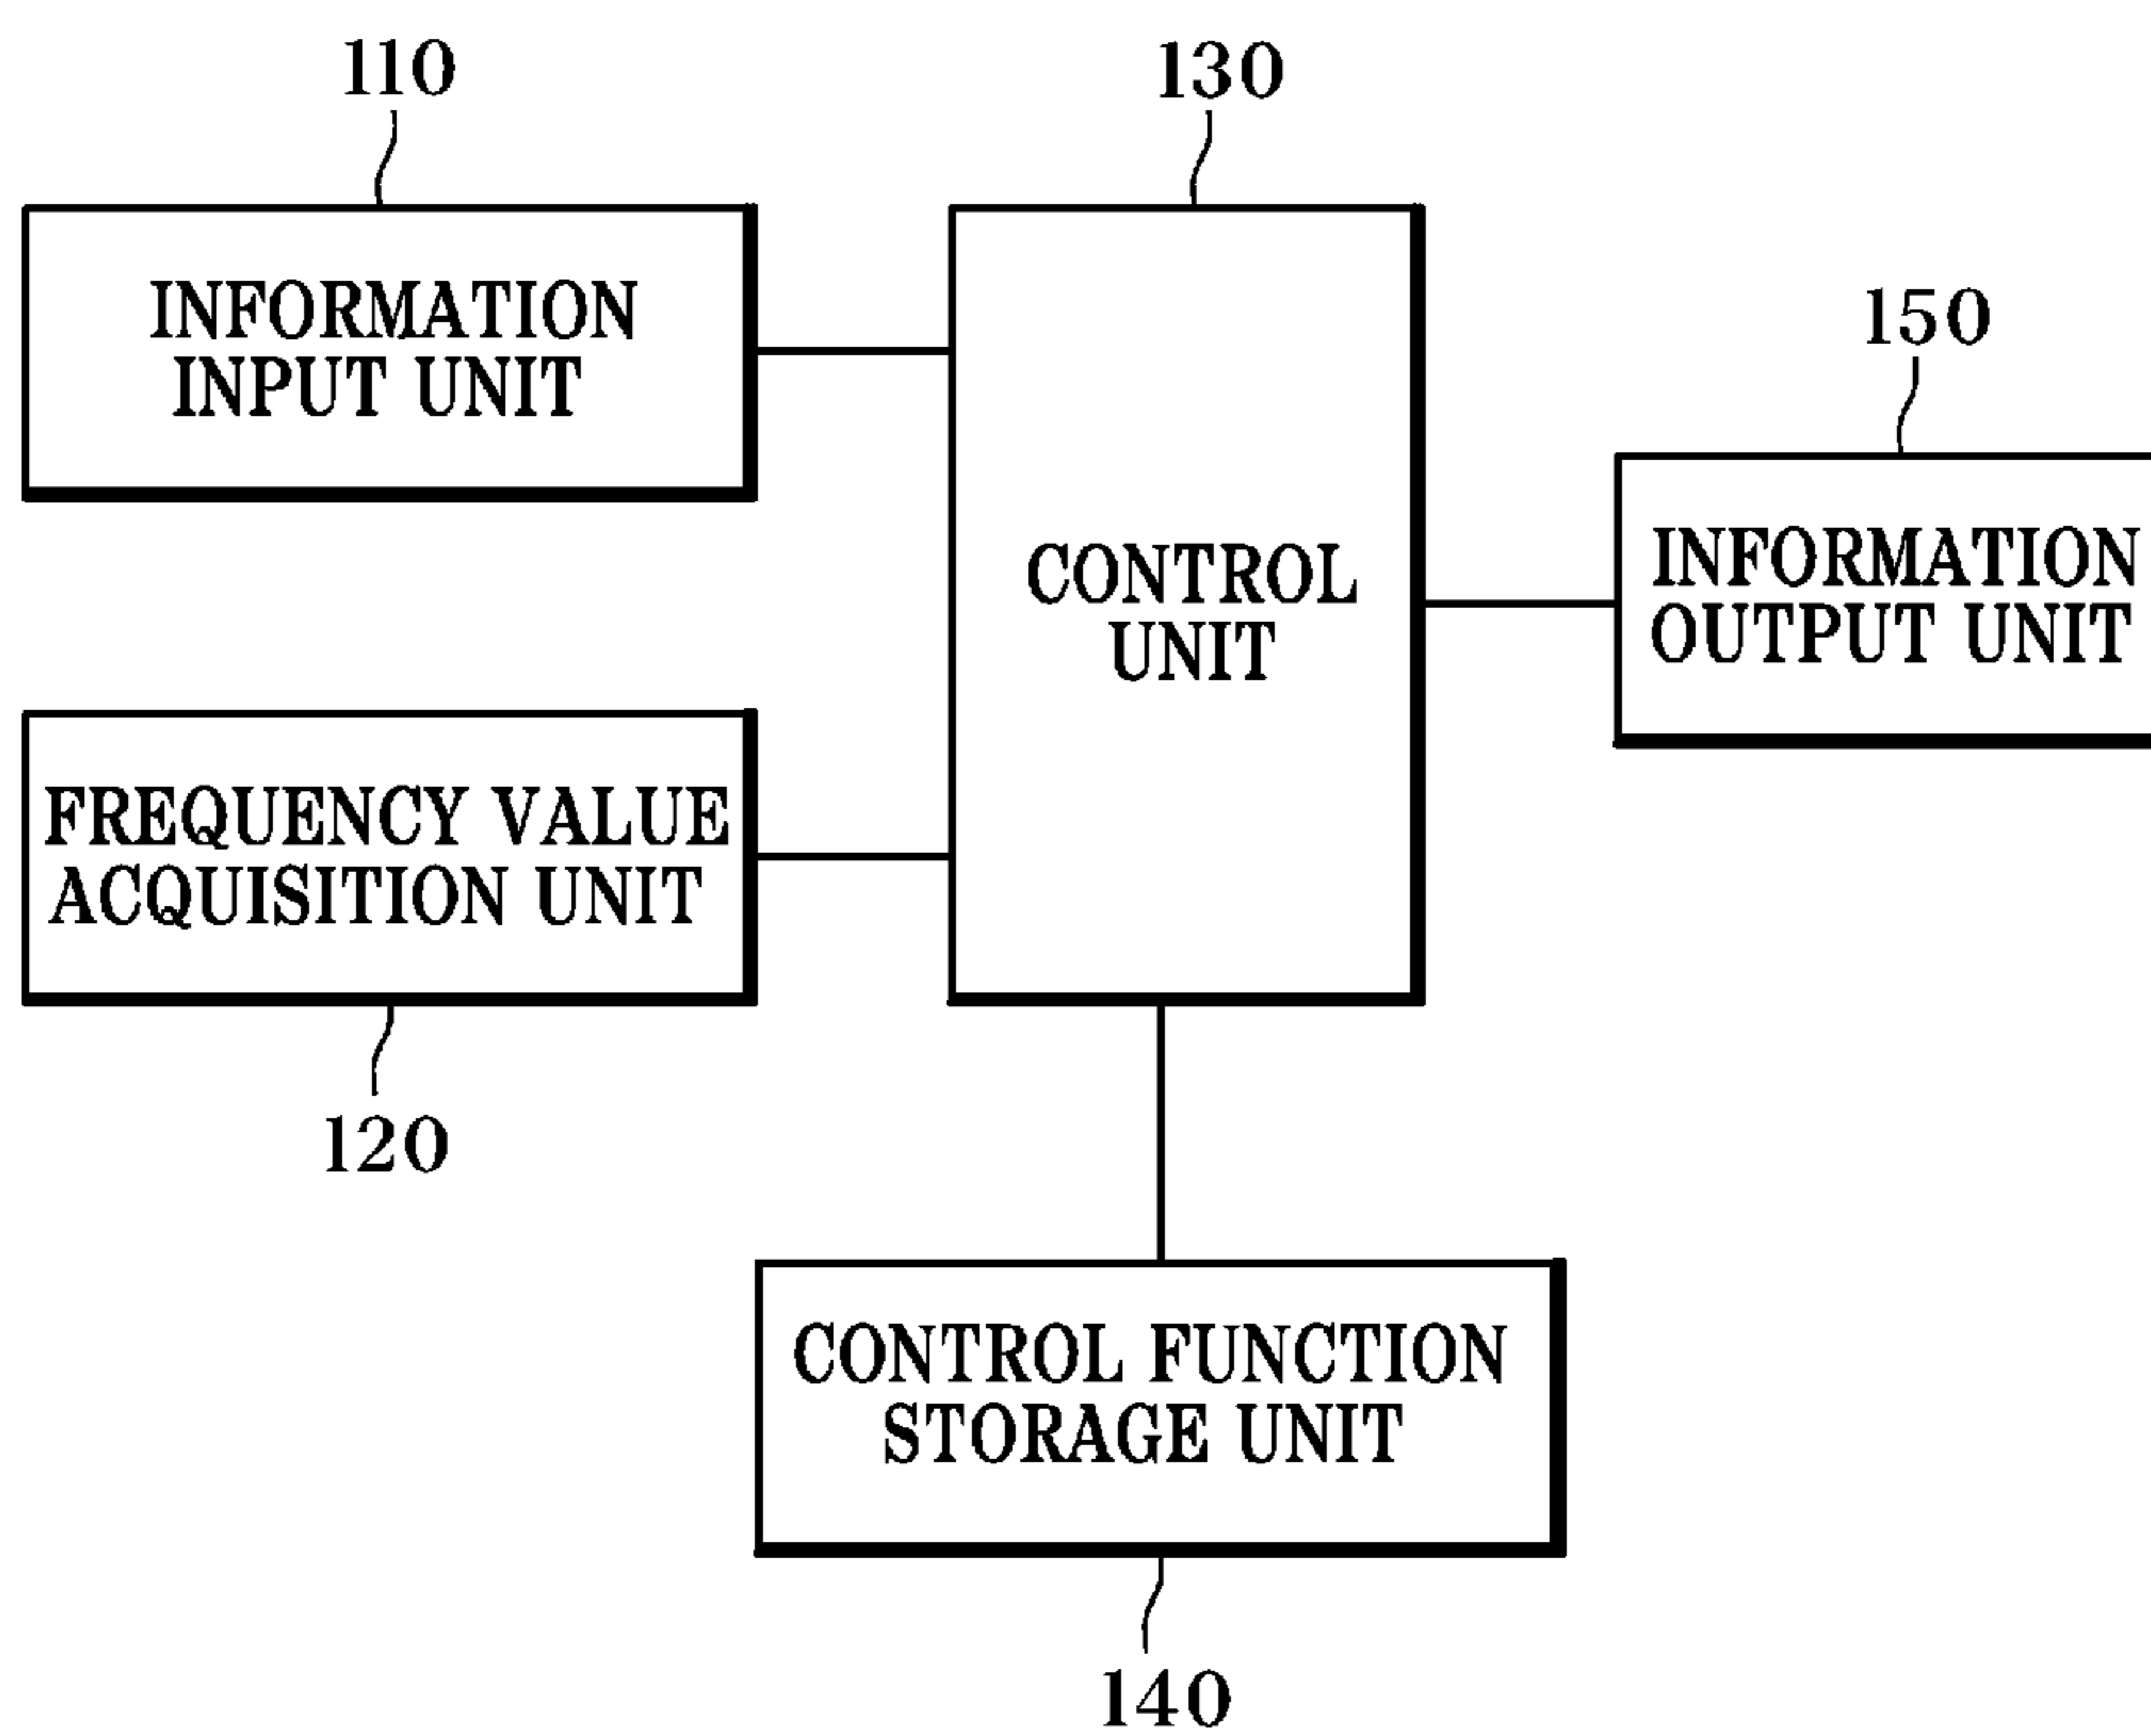 110
INFORMATION
INPUT UNIT
130
CONTROL
UNIT
150
INFORMATION
OUTPUT UNIT
FREQUENCY VALUE
ACQUISITION UNIT
120
CONTROL FUNCTION
STORAGE UNIT
140